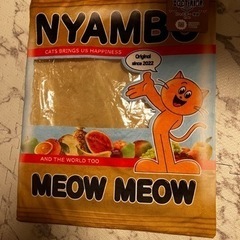 NYAMBO
CATS BRINGS US HAPPINESS
Original
since 2022
AND THE WORLD TOO
MEOW MEOW